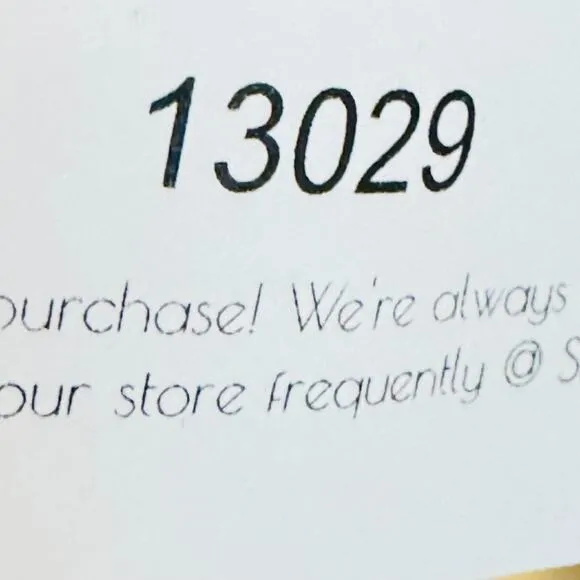 13029
purchase! We're always
our store frequently @ S